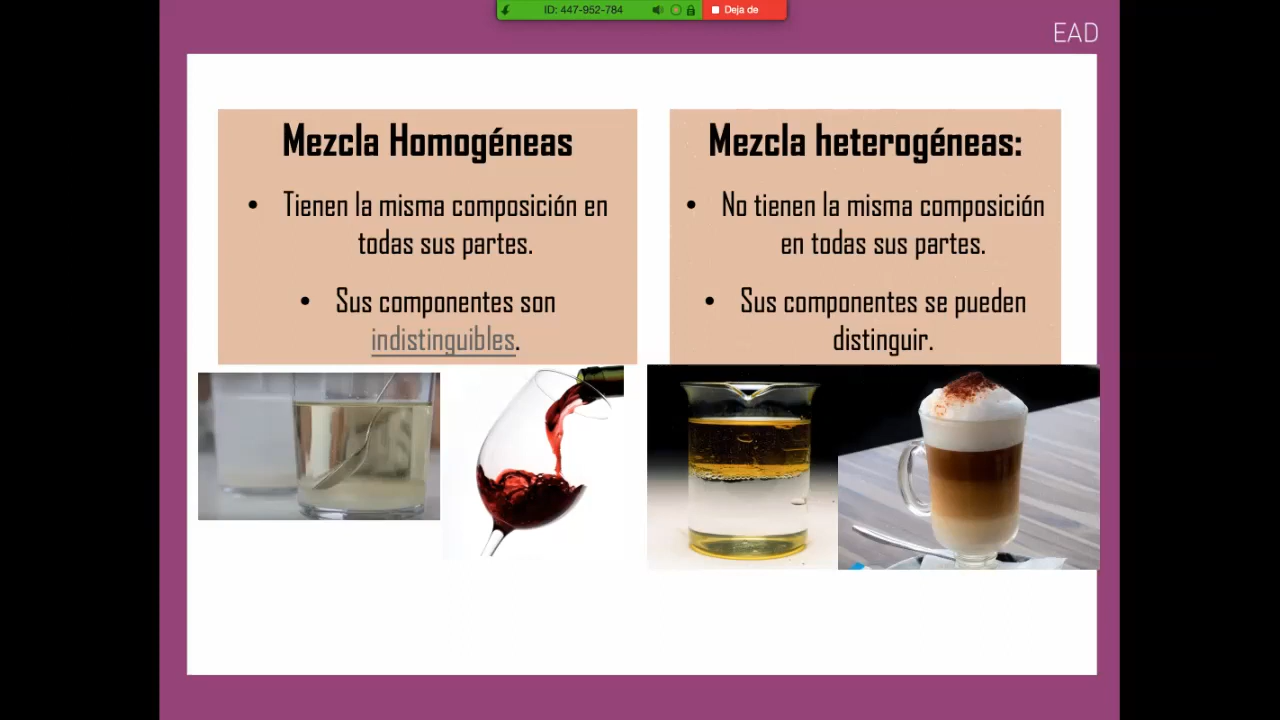 ID: 447-952-784
Deja de
EAD
Mezcla Homogéneas
• Tienen la misma composición en
todas sus partes.
• Sus componentes son
indistinguibles.
Mezcla heterogéneas:
• No tienen la misma composición
en todas sus partes.
• Sus componentes se pueden
distinguir.